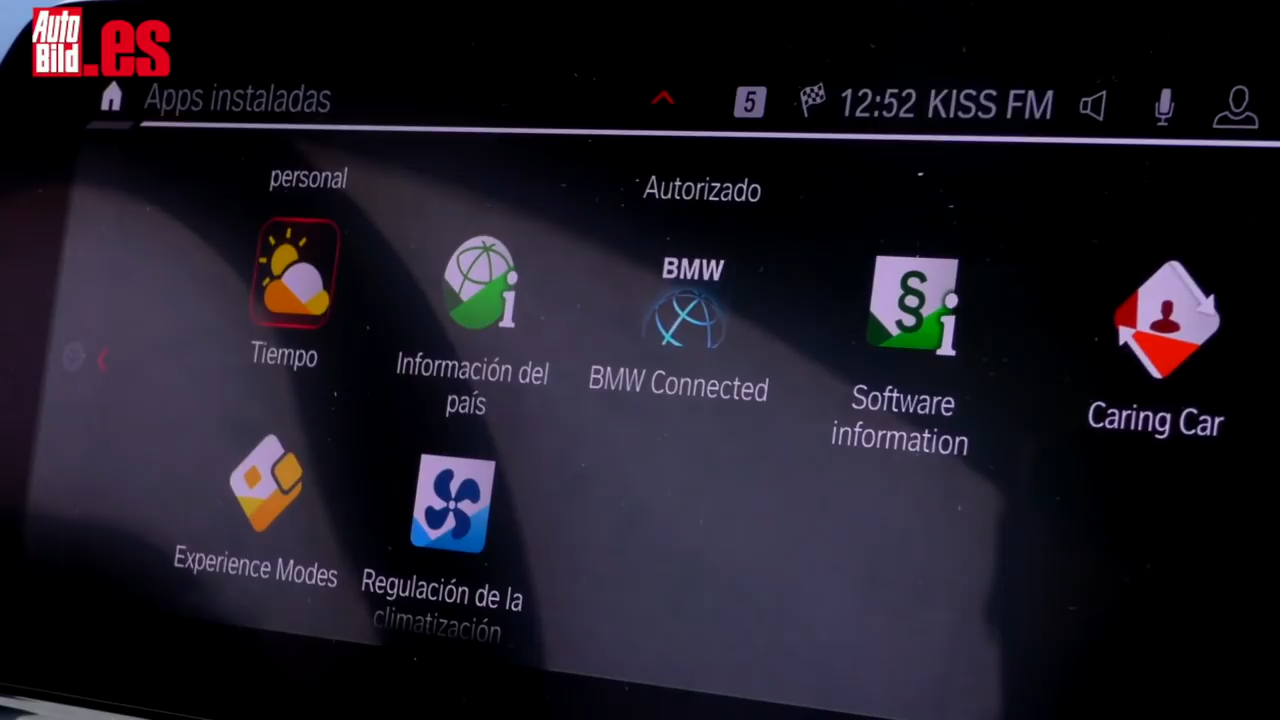 Auto
Bild
.es
Apps instaladas
5
12:52 KISS FM
personal
Autorizado
BMW
Tiempo
Información del
país
BMW Connected
Software
information
Caring Car
Experience Modes
Regulación de la
climatización